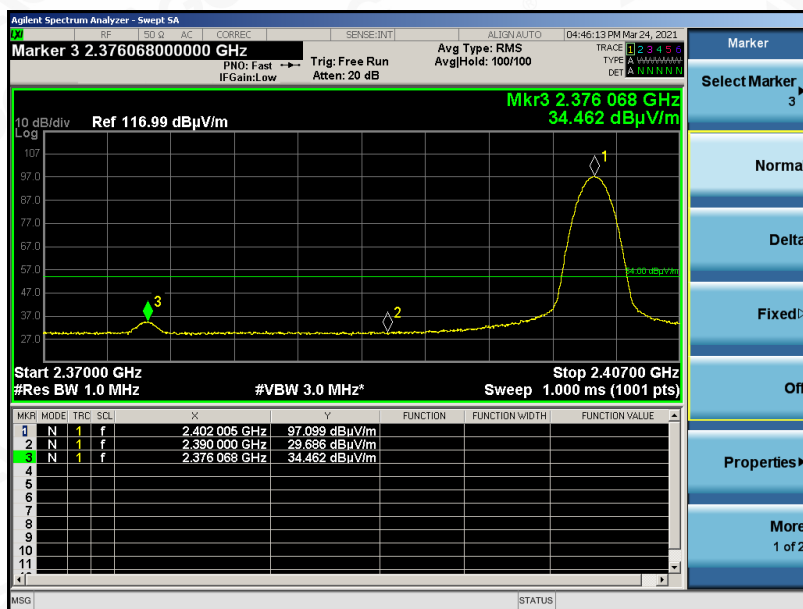 Agilent Spectrum Analyzer - Swept SA
LXI RF 50 Ω AC CORREC SENSE:INT ALIGN AUTO 04:46:13 PM Mar 24, 2021
Marker 3 2.376068000000 GHz
PNO: Fast
IFGain:Low
Trig: Free Run
Atten: 20 dB
Avg Type: RMS
Avg|Hold: 100/100
TRACE 1 2 3 4 5 6
TYPE A WWWWW
DET A N N N N N
Mkr3 2.376 068 GHz
34.462 dBµV/m
10 dB/div Ref 116.99 dBµV/m
Log
107
97.0
87.0
77.0
67.0
57.0
47.0
37.0
27.0
1
2
3
54.00 dBµV/m
Start 2.37000 GHz Stop 2.40700 GHz
#Res BW 1.0 MHz #VBW 3.0 MHz* Sweep 1.000 ms (1001 pts)
MKR MODE TRC SCL X Y FUNCTION FUNCTION WIDTH FUNCTION VALUE
1 N 1 f 2.402 005 GHz 97.099 dBµV/m
2 N 1 f 2.390 000 GHz 29.686 dBµV/m
3 N 1 f 2.376 068 GHz 34.462 dBµV/m
4
5
6
7
8
9
10
11
MSG STATUS
Marker
Select Marker
3
Norma
Delta
Fixed
Off
Properties
More
1 of 2